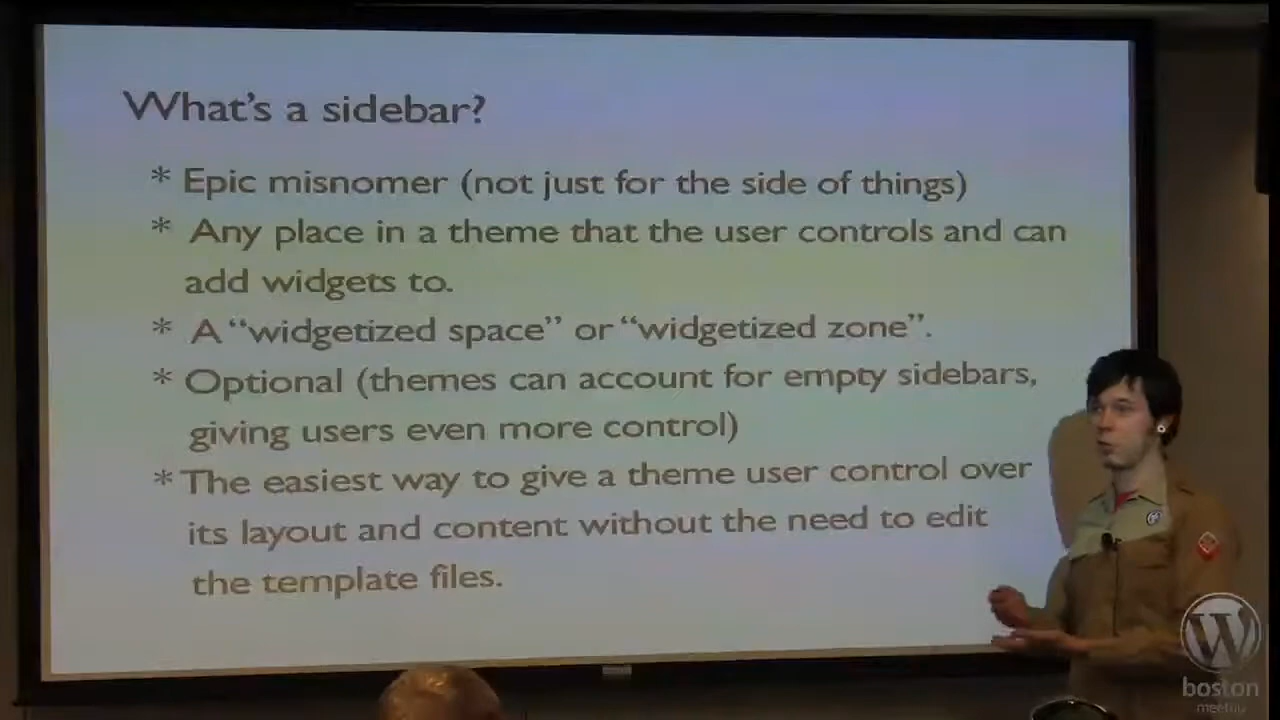 What's a sidebar?
* Epic misnomer (not just for the side of things)
* Any place in a theme that the user controls and can
add widgets to.
* A “widgetized space” or “widgetized zone”.
* Optional (themes can account for empty sidebars,
giving users even more control)
* The easiest way to give a theme user control over
its layout and content without the need to edit
the template files.
W
boston
meetup